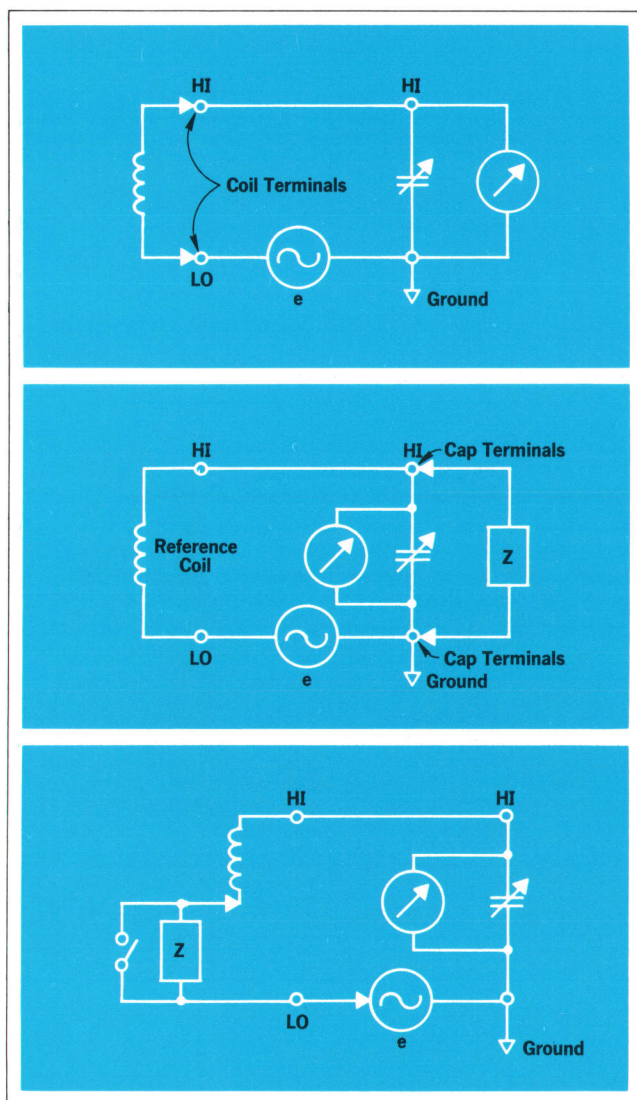 HI
HI
Coil Terminals
LO
e
Ground
HI
HI
Cap Terminals
Reference
Coil
Z
LO
e
Cap Terminals
Ground
HI
HI
Z
LO
e
Ground